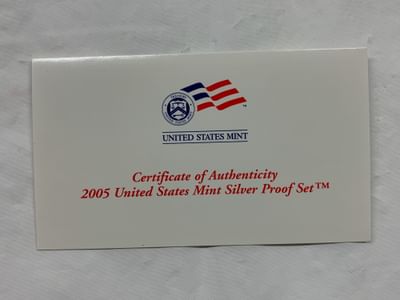 UNITED STATES MINT
Certificate of Authenticity
2005 United States Mint Silver Proof Set™